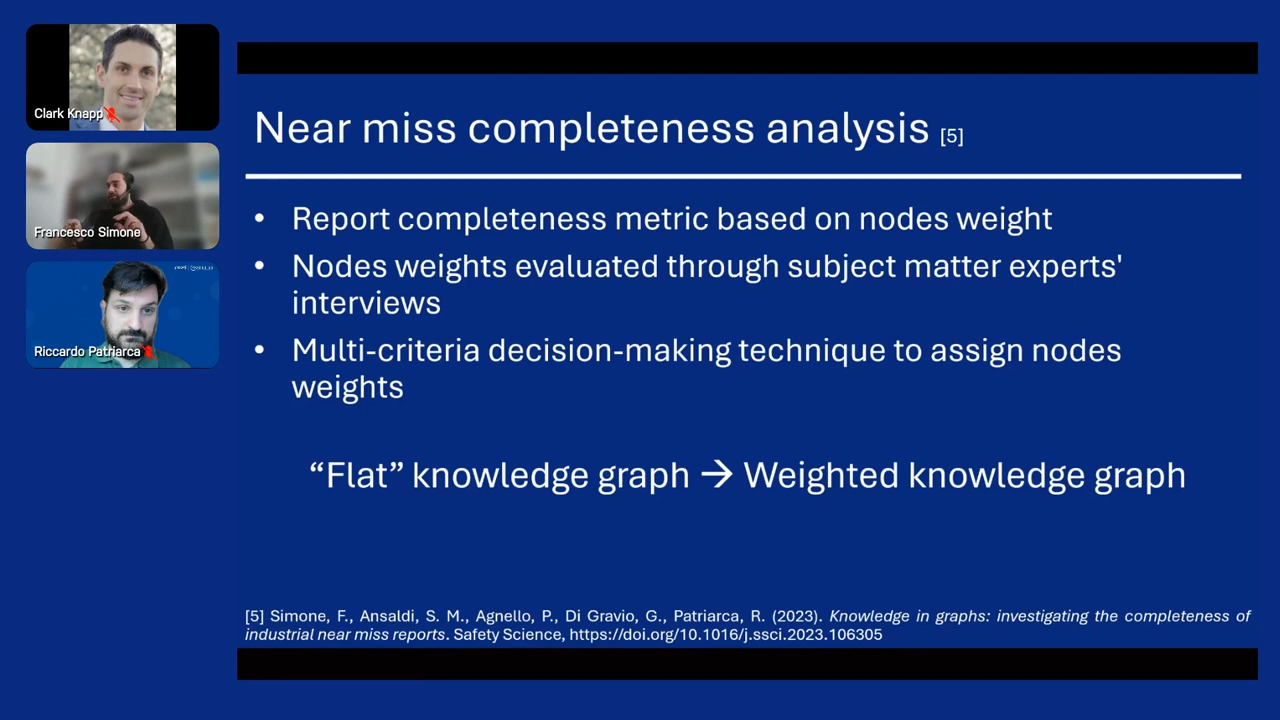 Clark Knapp
Francesco Simone
Riccardo Patriarca
Near miss completeness analysis [5]
• Report completeness metric based on nodes weight
• Nodes weights evaluated through subject matter experts'
interviews
• Multi-criteria decision-making technique to assign nodes
weights
“Flat” knowledge graph → Weighted knowledge graph
[5] Simone, F., Ansaldi, S. M., Agnello, P., Di Gravio, G., Patriarca, R. (2023). Knowledge in graphs: investigating the completeness of
industrial near miss reports. Safety Science, https://doi.org/10.1016/j.ssci.2023.106305